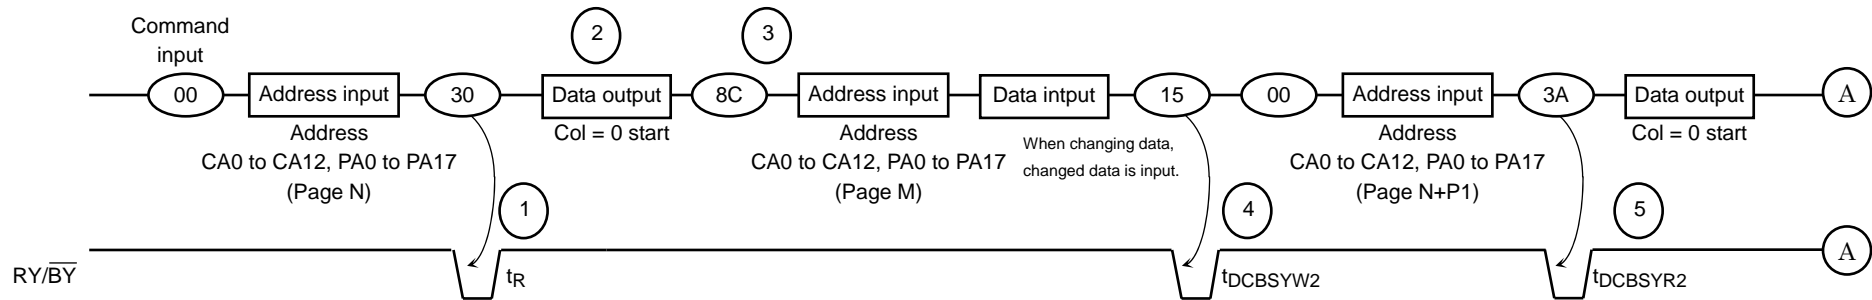 Command
input
2
3
00
Address input
30
Data output
8C
Address input
Data intput
15
00
Address input
3A
Data output
A
Address
CA0 to CA12, PA0 to PA17
(Page N)
Col = 0 start
Address
CA0 to CA12, PA0 to PA17
(Page M)
When changing data,
changed data is input.
Address
CA0 to CA12, PA0 to PA17
(Page N+P1)
Col = 0 start
1
4
5
RY/BY
tR
tDCBSYW2
tDCBSYR2
A